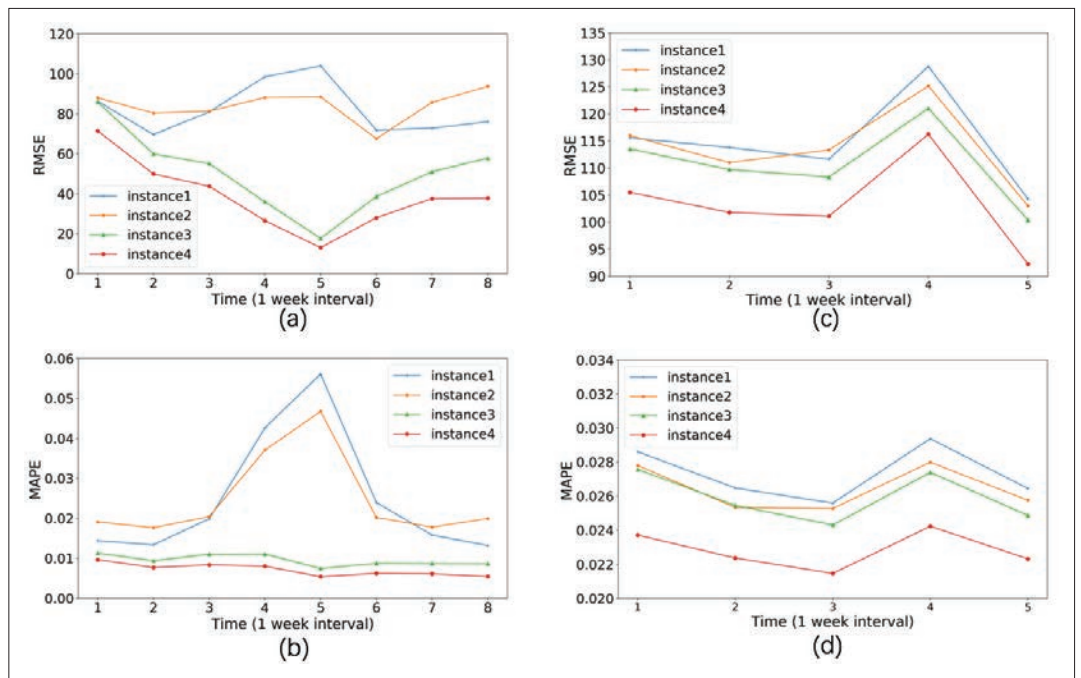 120
100
80
60
40
20
0
RMSE
instance1
instance2
instance3
instance4
1 2 3 4 5 6 7 8
Time (1 week interval)
(a)
135
130
125
120
115
110
105
100
95
90
RMSE
instance1
instance2
instance3
instance4
1 2 3 4 5
Time (1 week interval)
(c)
0.06
0.05
0.04
0.03
0.02
0.01
0.00
MAPE
instance1
instance2
instance3
instance4
1 2 3 4 5 6 7 8
Time (1 week interval)
(b)
0.034
0.032
0.030
0.028
0.026
0.024
0.022
0.020
MAPE
instance1
instance2
instance3
instance4
1 2 3 4 5
Time (1 week interval)
(d)